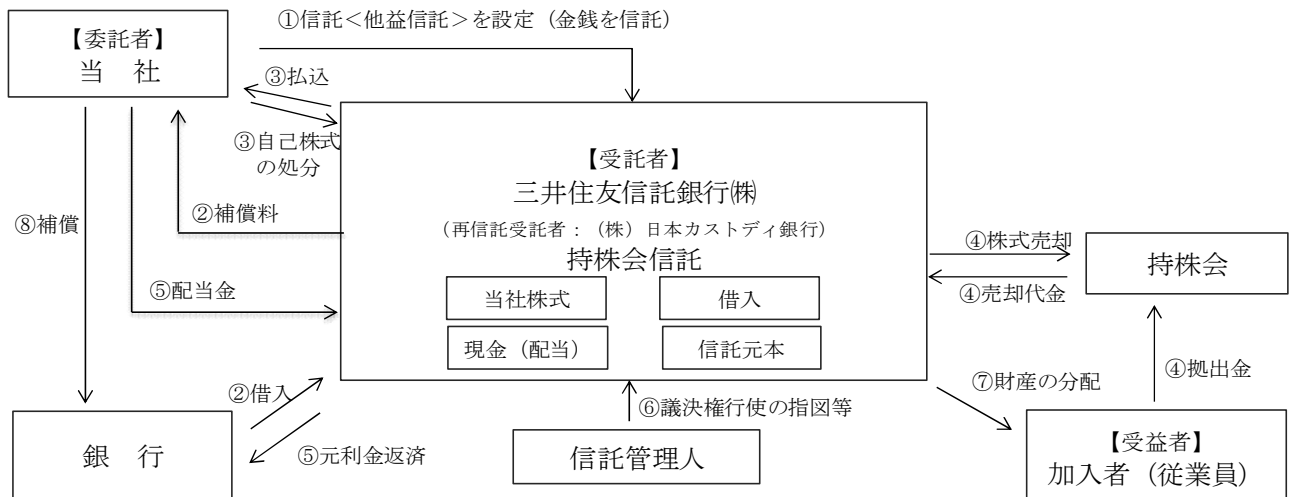 ①信託<他益信託>を設定（金銭を信託）
【委託者】
当　社
③払込
③自己株式
の処分
【受託者】
三井住友信託銀行㈱
（再信託受託者：（株）日本カストディ銀行）
持株会信託
当社株式
借入
現金（配当）
信託元本
⑧補償
②補償料
⑤配当金
④株式売却
④売却代金
持株会
④拠出金
②借入
⑤元利金返済
⑥議決権行使の指図等
⑦財産の分配
銀　行
信託管理人
【受益者】
加入者（従業員）